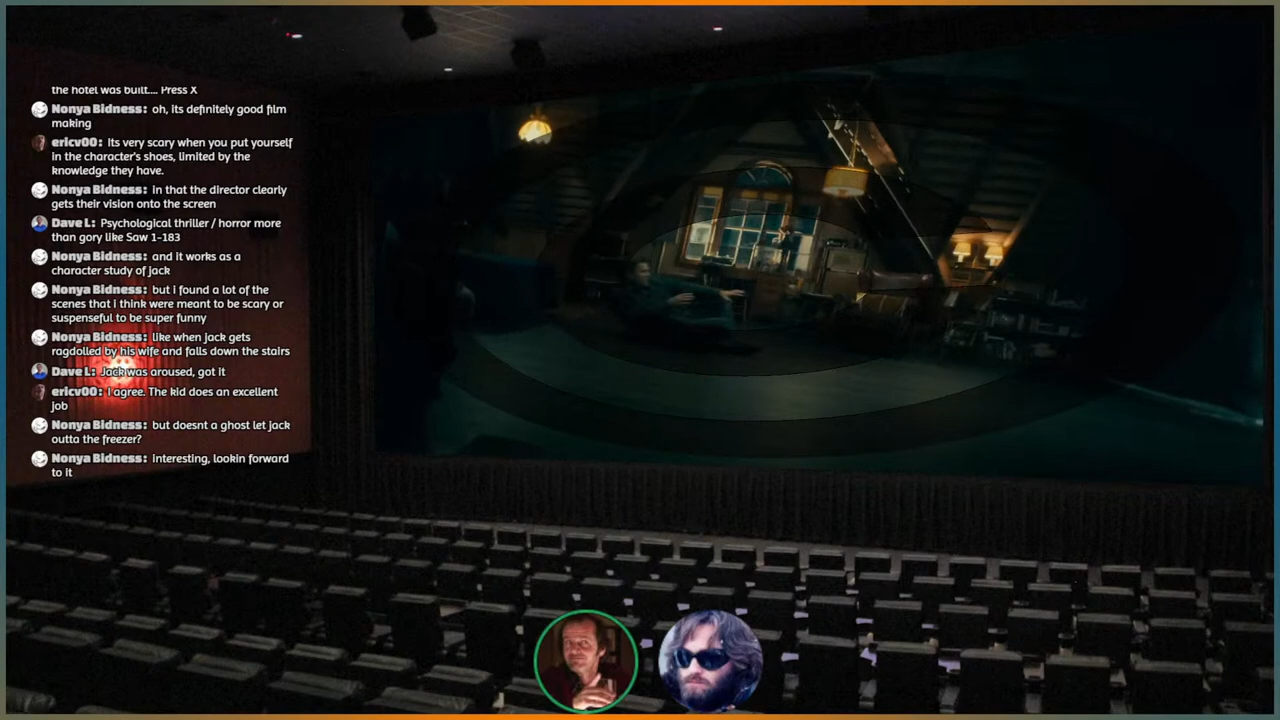 the hotel was built.... Press X
Nonya Bidness: oh, its definitely good film
making
ericv00: Its very scary when you put yourself
in the character's shoes, limited by the
knowledge they have.
Nonya Bidness: in that the director clearly
gets their vision onto the screen
Dave L: Psychological thriller / horror more
than gory like Saw 1-183
Nonya Bidness: and it works as a
character study of jack
Nonya Bidness: but i found a lot of the
scenes that i think were meant to be scary or
suspenseful to be super funny
Nonya Bidness: like when jack gets
ragdolled by his wife and falls down the stairs
Dave L: Jack was aroused, got it
ericv00: I agree. The kid does an excellent
job
Nonya Bidness: but doesnt a ghost let jack
outta the freezer?
Nonya Bidness: interesting, lookin forward
to it